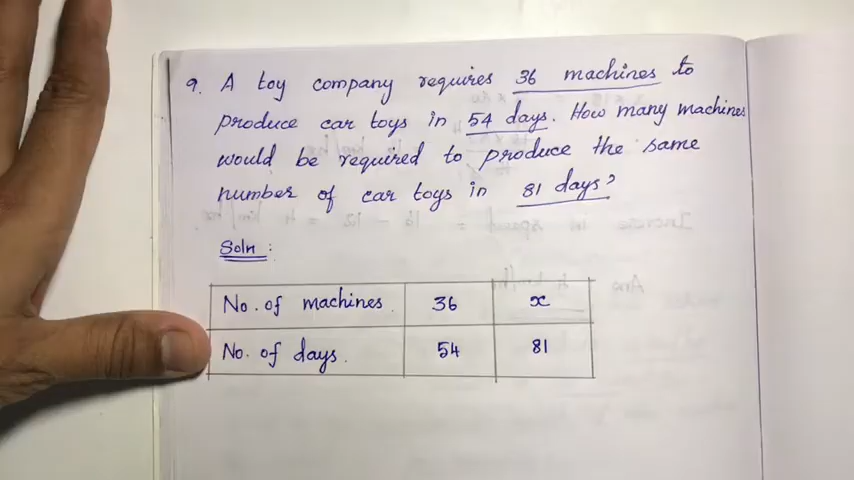 9. A toy company requires 36 machines to
produce car toys in 54 days. How many machines
would be required to produce the same
number of car toys in 81 days?
Soln :
No. of machines. 36 x
No. of days. 54 81